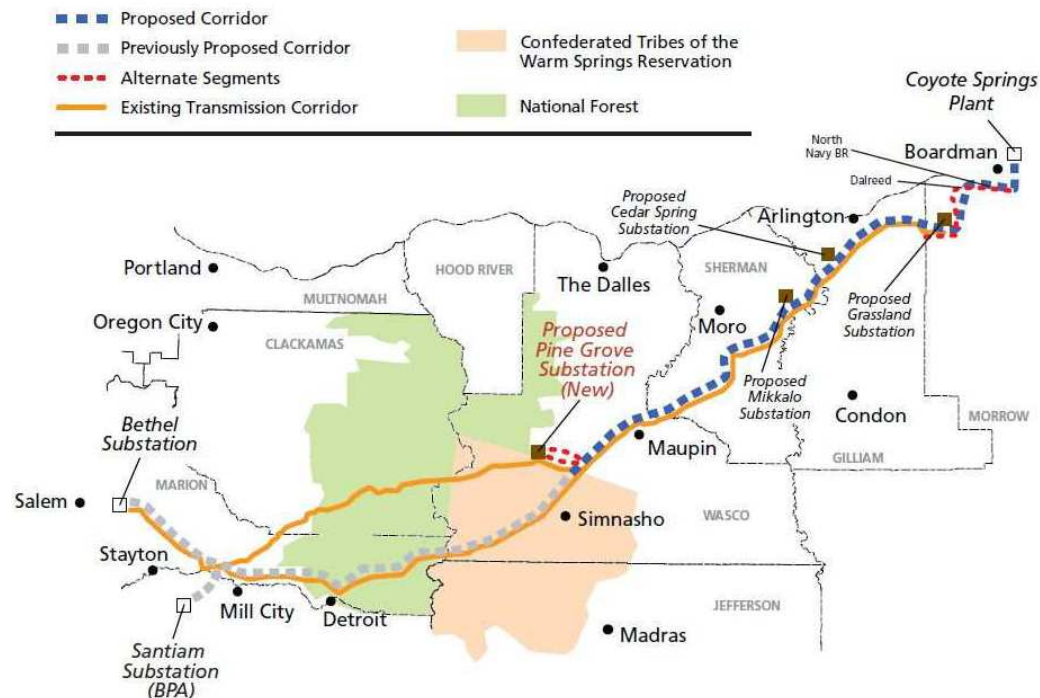 Proposed Corridor
Previously Proposed Corridor
Alternate Segments
Existing Transmission Corridor
Confederated Tribes of the
Warm Springs Reservation
National Forest
Coyote Springs
Plant
North
Navy BR
Boardman
Dalreed
Proposed
Cedar Spring
Substation
Arlington
Portland
HOOD RIVER
The Dalles
SHERMAN
MULTNOMAH
Oregon City
CLACKAMAS
Proposed
Pine Grove
Substation
(New)
Moro
Proposed
Grassland
Substation
Proposed
Mikkalo
Substation
Condon
MORROW
Bethel
Substation
Maupin
GILLIAM
MARION
Salem
Simnasho
WASCO
Stayton
Mill City
Detroit
JEFFERSON
Madras
Santiam
Substation
(BPA)